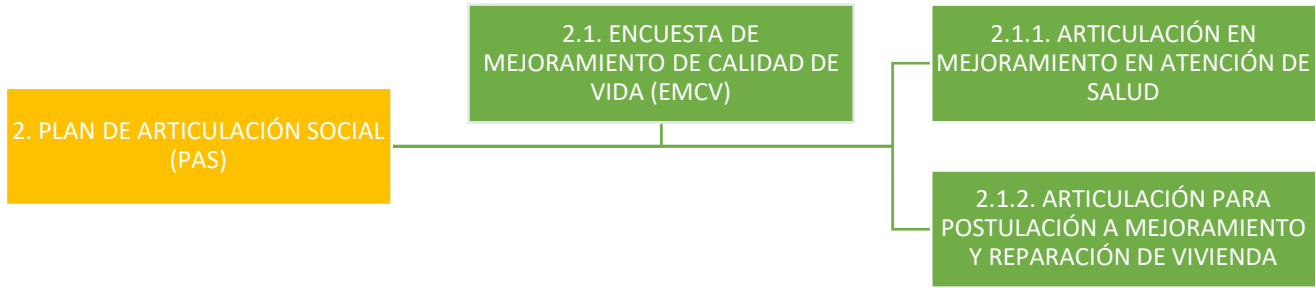 2. PLAN DE ARTICULACIÓN SOCIAL
(PAS)
2.1. ENCUESTA DE
MEJORAMIENTO DE CALIDAD DE
VIDA (EMCV)
2.1.1. ARTICULACIÓN EN
MEJORAMIENTO EN ATENCIÓN DE
SALUD
2.1.2. ARTICULACIÓN PARA
POSTULACIÓN A MEJORAMIENTO
Y REPARACIÓN DE VIVIENDA